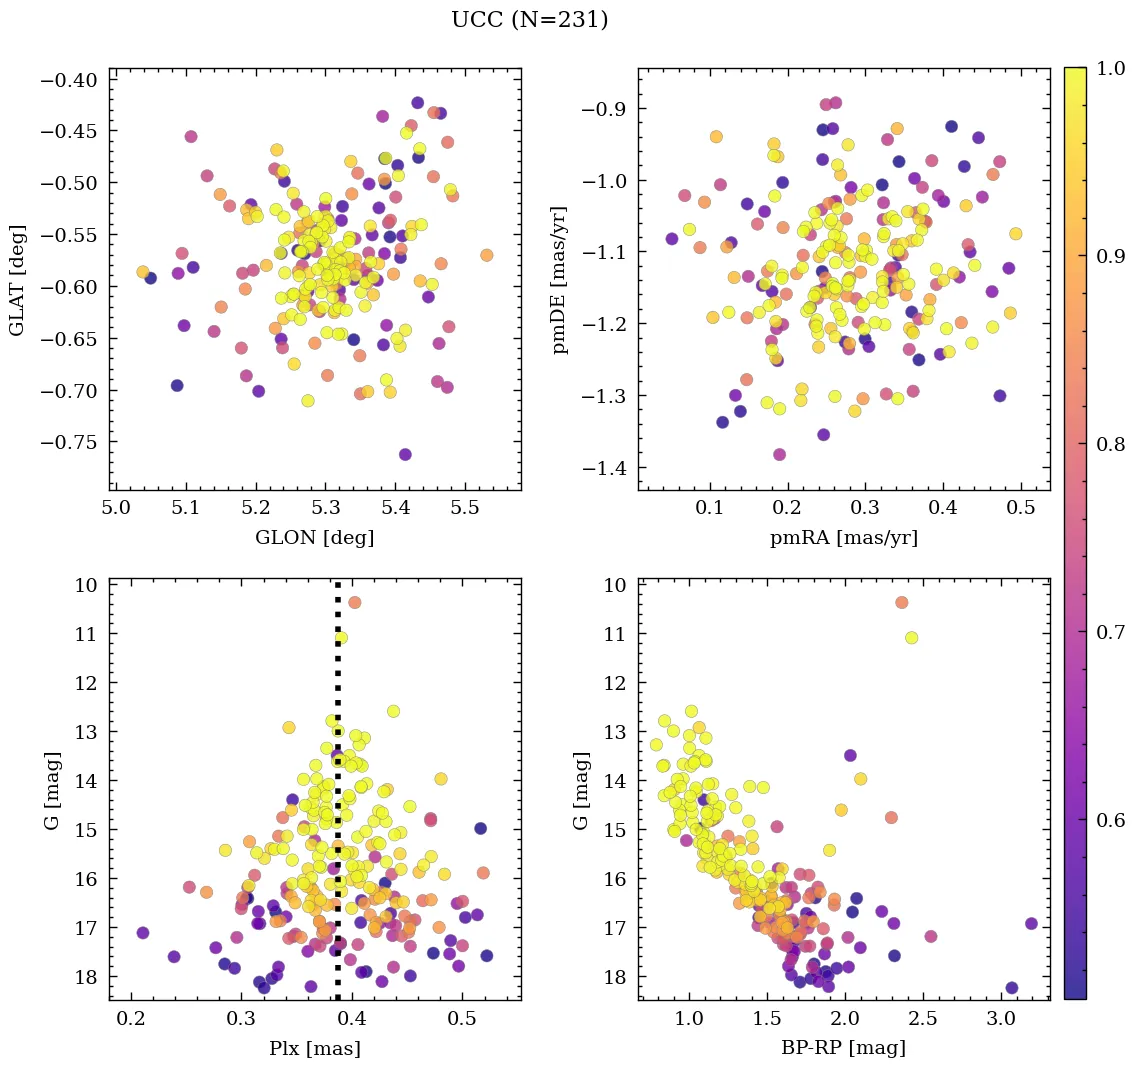 UCC (N=231)
−0.40
−0.45
−0.50
−0.55
−0.60
−0.65
−0.70
−0.75
GLAT [deg]
5.0 5.1 5.2 5.3 5.4 5.5
GLON [deg]
−0.9
−1.0
−1.1
−1.2
−1.3
−1.4
pmDE [mas/yr]
0.1 0.2 0.3 0.4 0.5
pmRA [mas/yr]
10
11
12
13
14
15
16
17
18
G [mag]
0.2 0.3 0.4 0.5
Plx [mas]
10
11
12
13
14
15
16
17
18
G [mag]
1.0 1.5 2.0 2.5 3.0
BP-RP [mag]
1.0
0.9
0.8
0.7
0.6